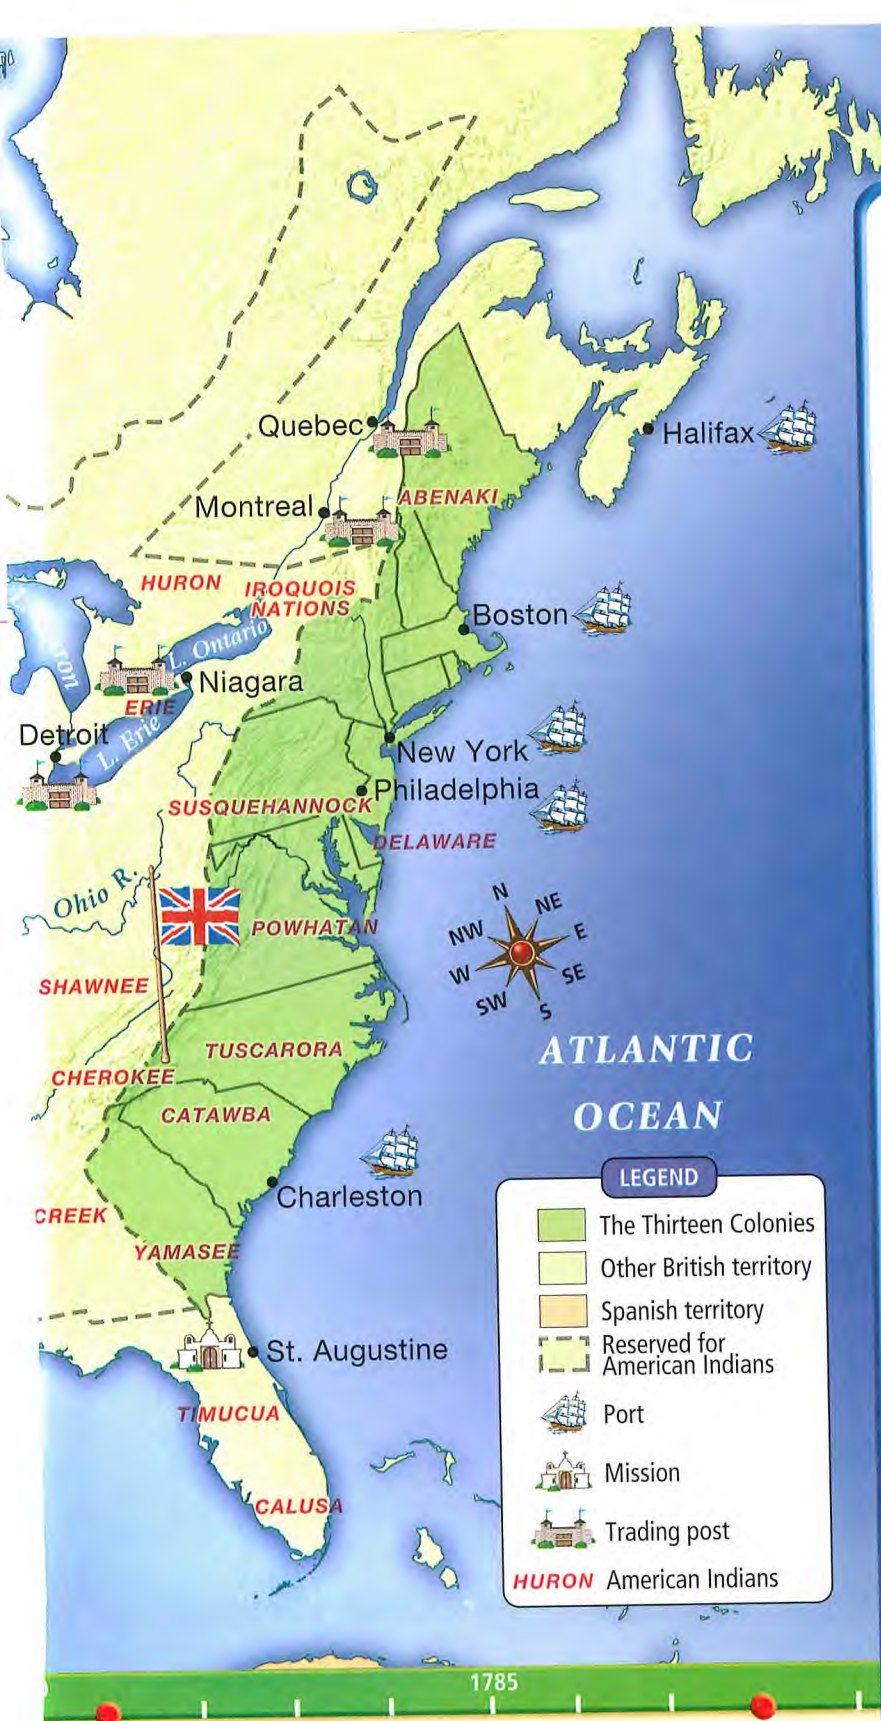 Quebec
Halifax
Montreal
ABENAKI
HURON
IROQUOIS
NATIONS
Boston
L. Ontario
ron
Niagara
ERIE
Detroit
L. Erie
New York
Philadelphia
SUSQUEHANNOCK
DELAWARE
Ohio R.
N
NE
NW
E
W
SE
SW
S
POWHATAN
SHAWNEE
ATLANTIC
OCEAN
TUSCARORA
CHEROKEE
CATAWBA
Charleston
CREEK
YAMASEE
St. Augustine
TIMUCUA
CALUSA
LEGEND
The Thirteen Colonies
Other British territory
Spanish territory
Reserved for
American Indians
Port
Mission
Trading post
HURON American Indians
1785